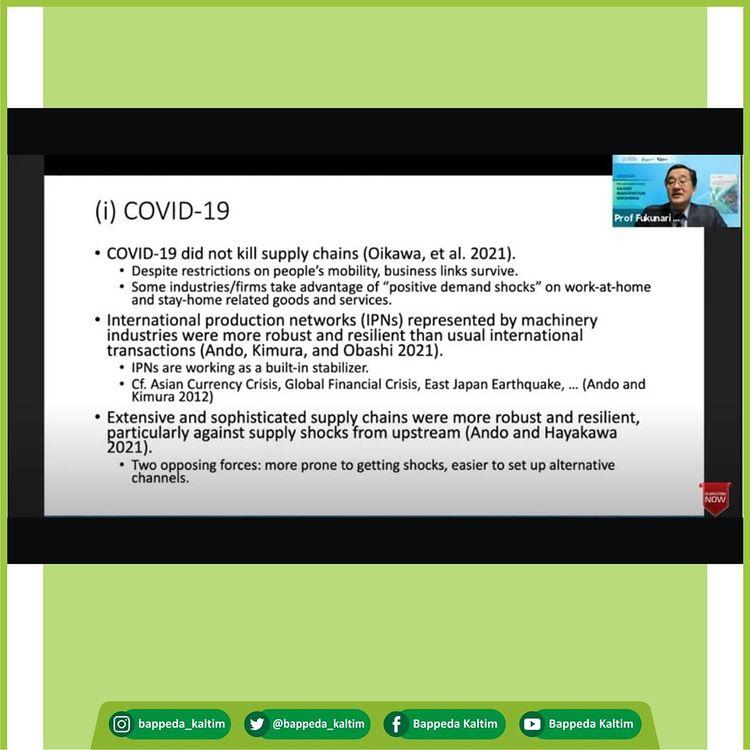 (i) COVID-19
• COVID-19 did not kill supply chains (Oikawa, et al. 2021).
• Despite restrictions on people's mobility, business links survive.
• Some industries/firms take advantage of "positive demand shocks" on work-at-home
and stay-home related goods and services.
• International production networks (IPNs) represented by machinery
industries were more robust and resilient than usual international
transactions (Ando, Kimura, and Obashi 2021).
• IPNs are working as a built-in stabilizer.
• Cf. Asian Currency Crisis, Global Financial Crisis, East Japan Earthquake, ... (Ando and
Kimura 2012)
• Extensive and sophisticated supply chains were more robust and resilient,
particularly against supply shocks from upstream (Ando and Hayakawa
2021).
• Two opposing forces: more prone to getting shocks, easier to set up alternative
channels.
Prof Fukunari ...
SUBSCRIBE
NOW
bappeda_kaltim
@bappeda_kaltim
Bappeda Kaltim
Bappeda Kaltim